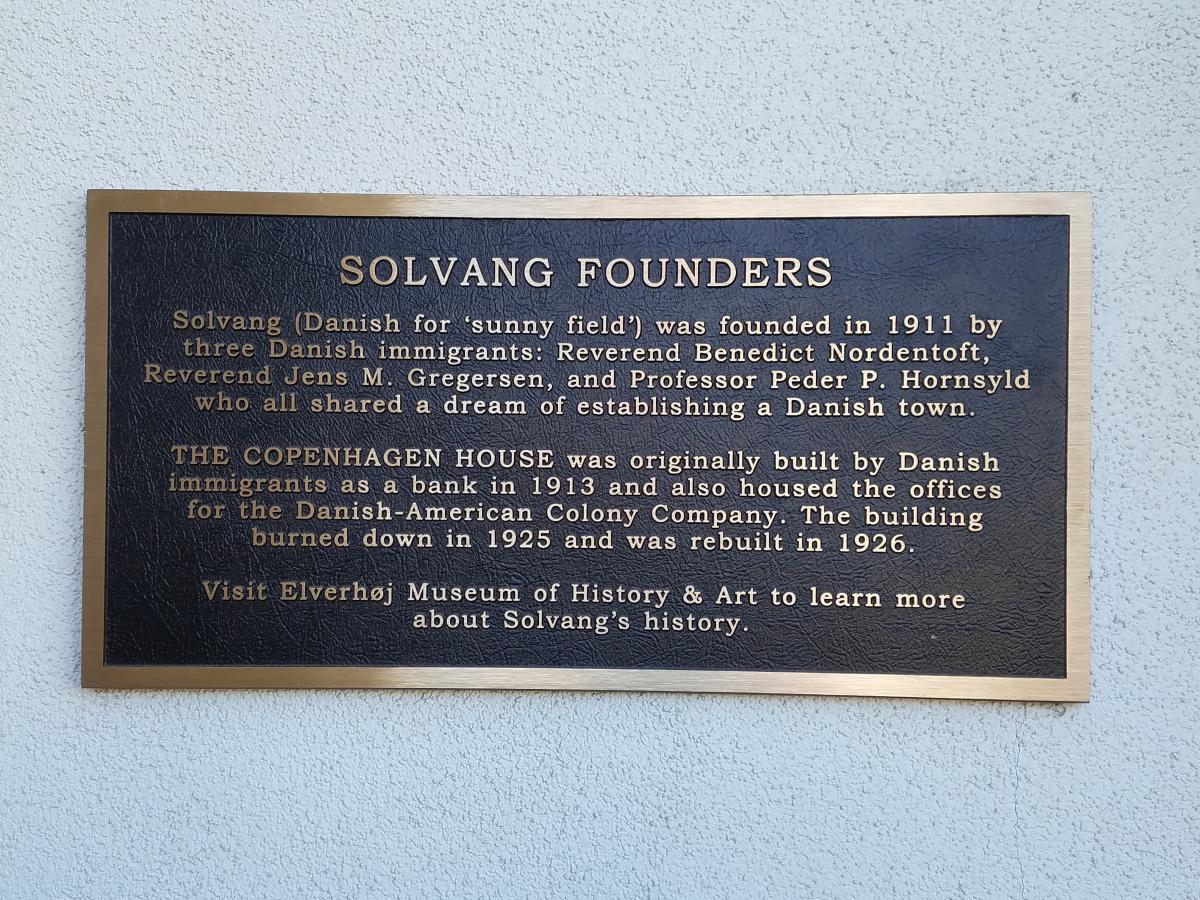 SOLVANG FOUNDERS
Solvang (Danish for ‘sunny field’) was founded in 1911 by
three Danish immigrants: Reverend Benedict Nordentoft,
Reverend Jens M. Gregersen, and Professor Peder P. Hornsyld
who all shared a dream of establishing a Danish town.
THE COPENHAGEN HOUSE was originally built by Danish
immigrants as a bank in 1913 and also housed the offices
for the Danish-American Colony Company. The building
burned down in 1925 and was rebuilt in 1926.
Visit Elverhøj Museum of History & Art to learn more
about Solvang’s history.